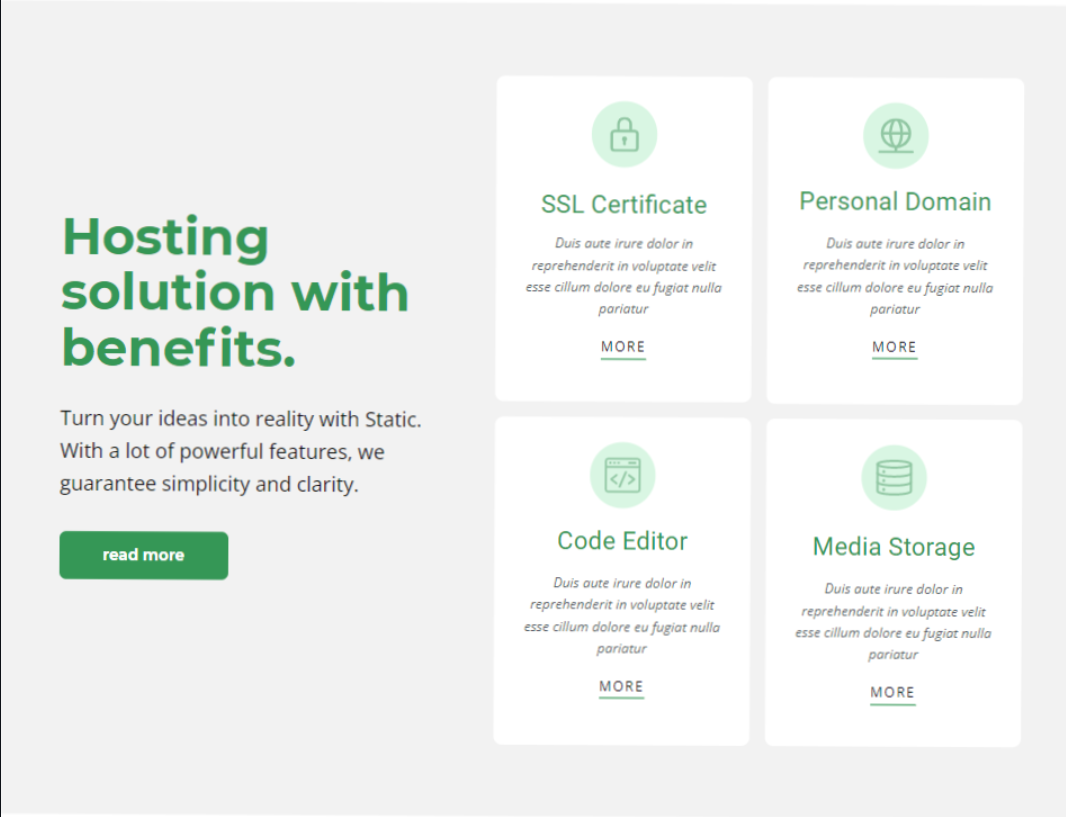 Hosting
solution with
benefits.
Turn your ideas into reality with Static.
With a lot of powerful features, we
guarantee simplicity and clarity.
read more
SSL Certificate
Duis aute irure dolor in
reprehenderit in voluptate velit
esse cillum dolore eu fugiat nulla
pariatur
MORE
Personal Domain
Duis aute irure dolor in
reprehenderit in voluptate velit
esse cillum dolore eu fugiat nulla
pariatur
MORE
Code Editor
Duis aute irure dolor in
reprehenderit in voluptate velit
esse cillum dolore eu fugiat nulla
pariatur
MORE
Media Storage
Duis aute irure dolor in
reprehenderit in voluptate velit
esse cillum dolore eu fugiat nulla
pariatur
MORE